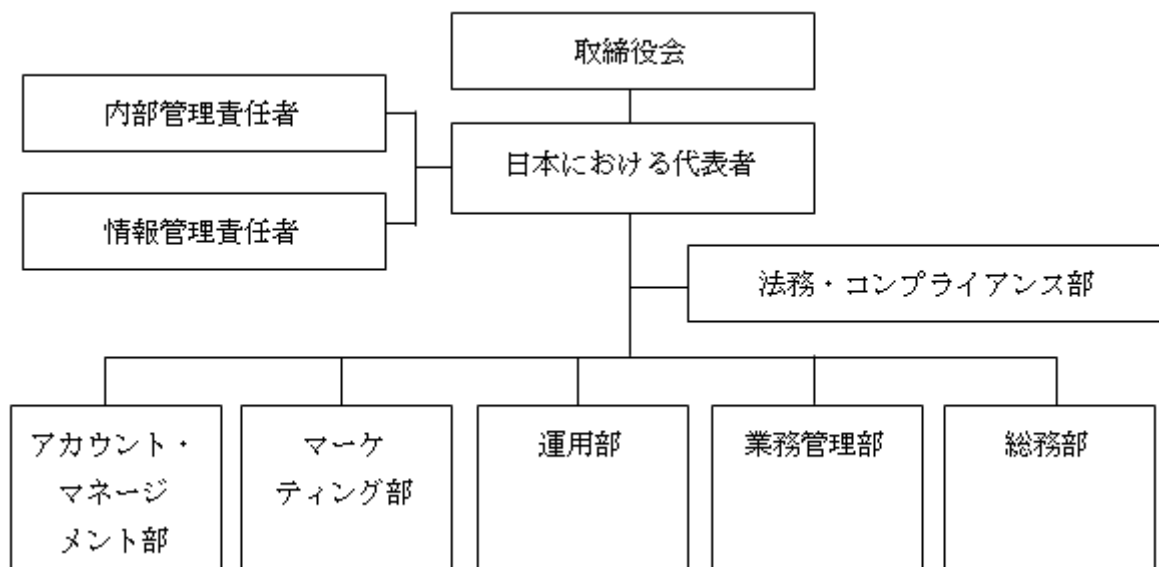 取締役会
内部管理責任者
日本における代表者
情報管理責任者
法務・コンプライアンス部
アカウント・
マネージ
メント部
マーケ
ティング部
運用部
業務管理部
総務部